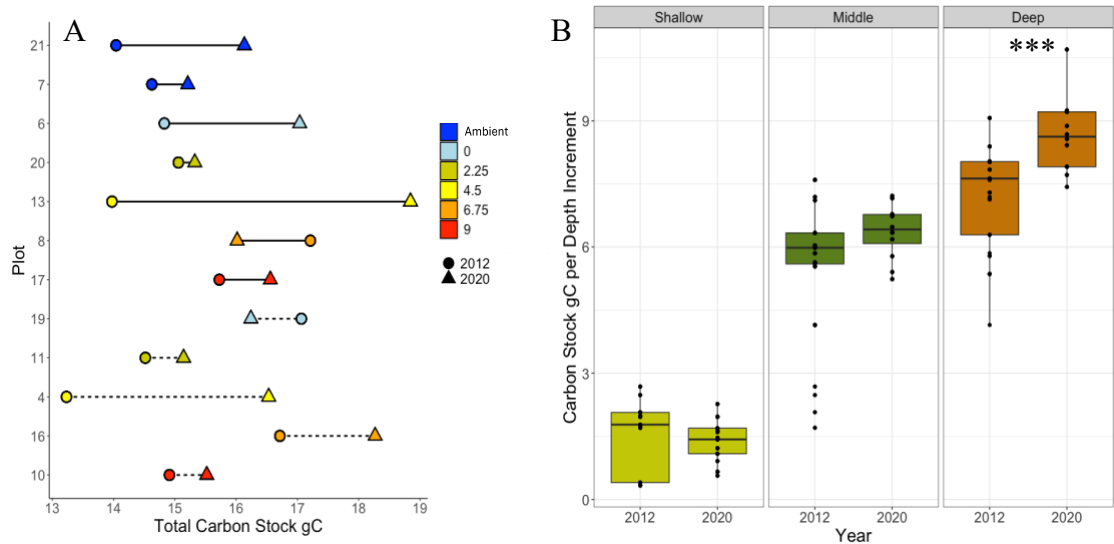 A
Plot
21
7
6
20
13
8
17
19
11
4
16
10
13 14 15 16 17 18 19
Total Carbon Stock gC
Ambient
0
2.25
4.5
6.75
9
2012
2020
B
Carbon Stock gC per Depth Increment
Shallow Middle Deep
***
9
6
3
0
2012 2020 2012 2020 2012 2020
Year